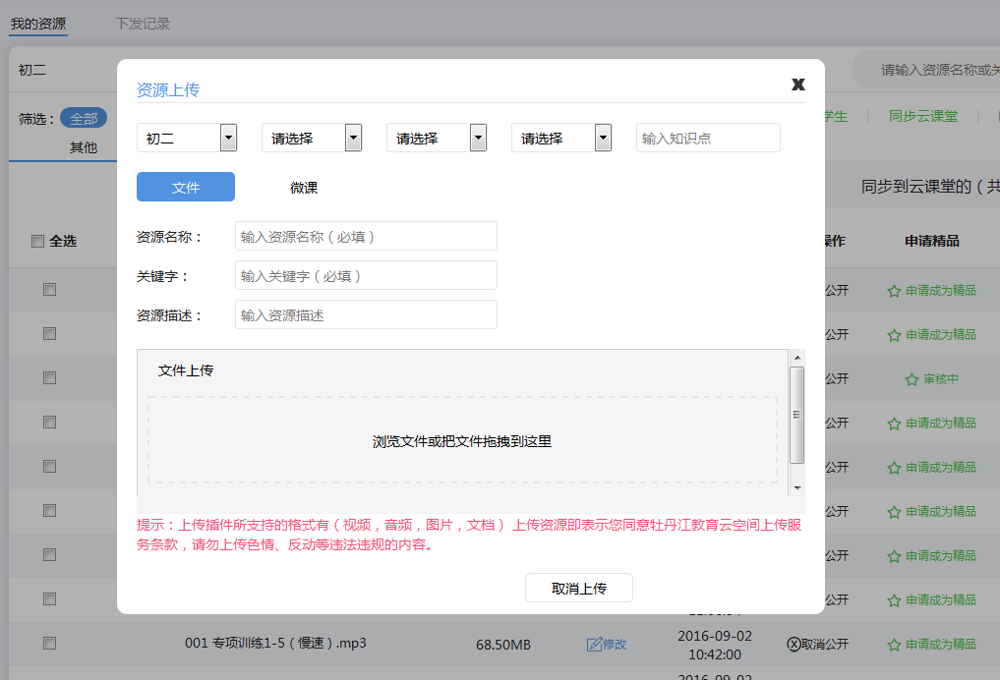 我的资源 下发记录
初二 请输入资源名称或关
筛选： 全部 学生 同步云课堂
其他
同步到云课堂的（共
全选 操作 申请精品
资源上传 X
初二 请选择 请选择 请选择 输入知识点
文件 微课
资源名称： 输入资源名称（必填）
关键字： 输入关键字（必填）
资源描述： 输入资源描述
文件上传
浏览文件或把文件拖拽到这里
提示：上传插件所支持的格式有（视频，音频，图片，文档） 上传资源即表示您同意牡丹江教育云空间上传服
务条款，请勿上传色情、反动等违法违规的内容。
取消上传
公开 申请成为精品
公开 申请成为精品
公开 审核中
公开 申请成为精品
公开 申请成为精品
公开 申请成为精品
公开 申请成为精品
公开 申请成为精品
001 专项训练1-5（慢速）.mp3 68.50MB 修改 2016-09-02 取消公开 申请成为精品
10:42:00
2016-09-02